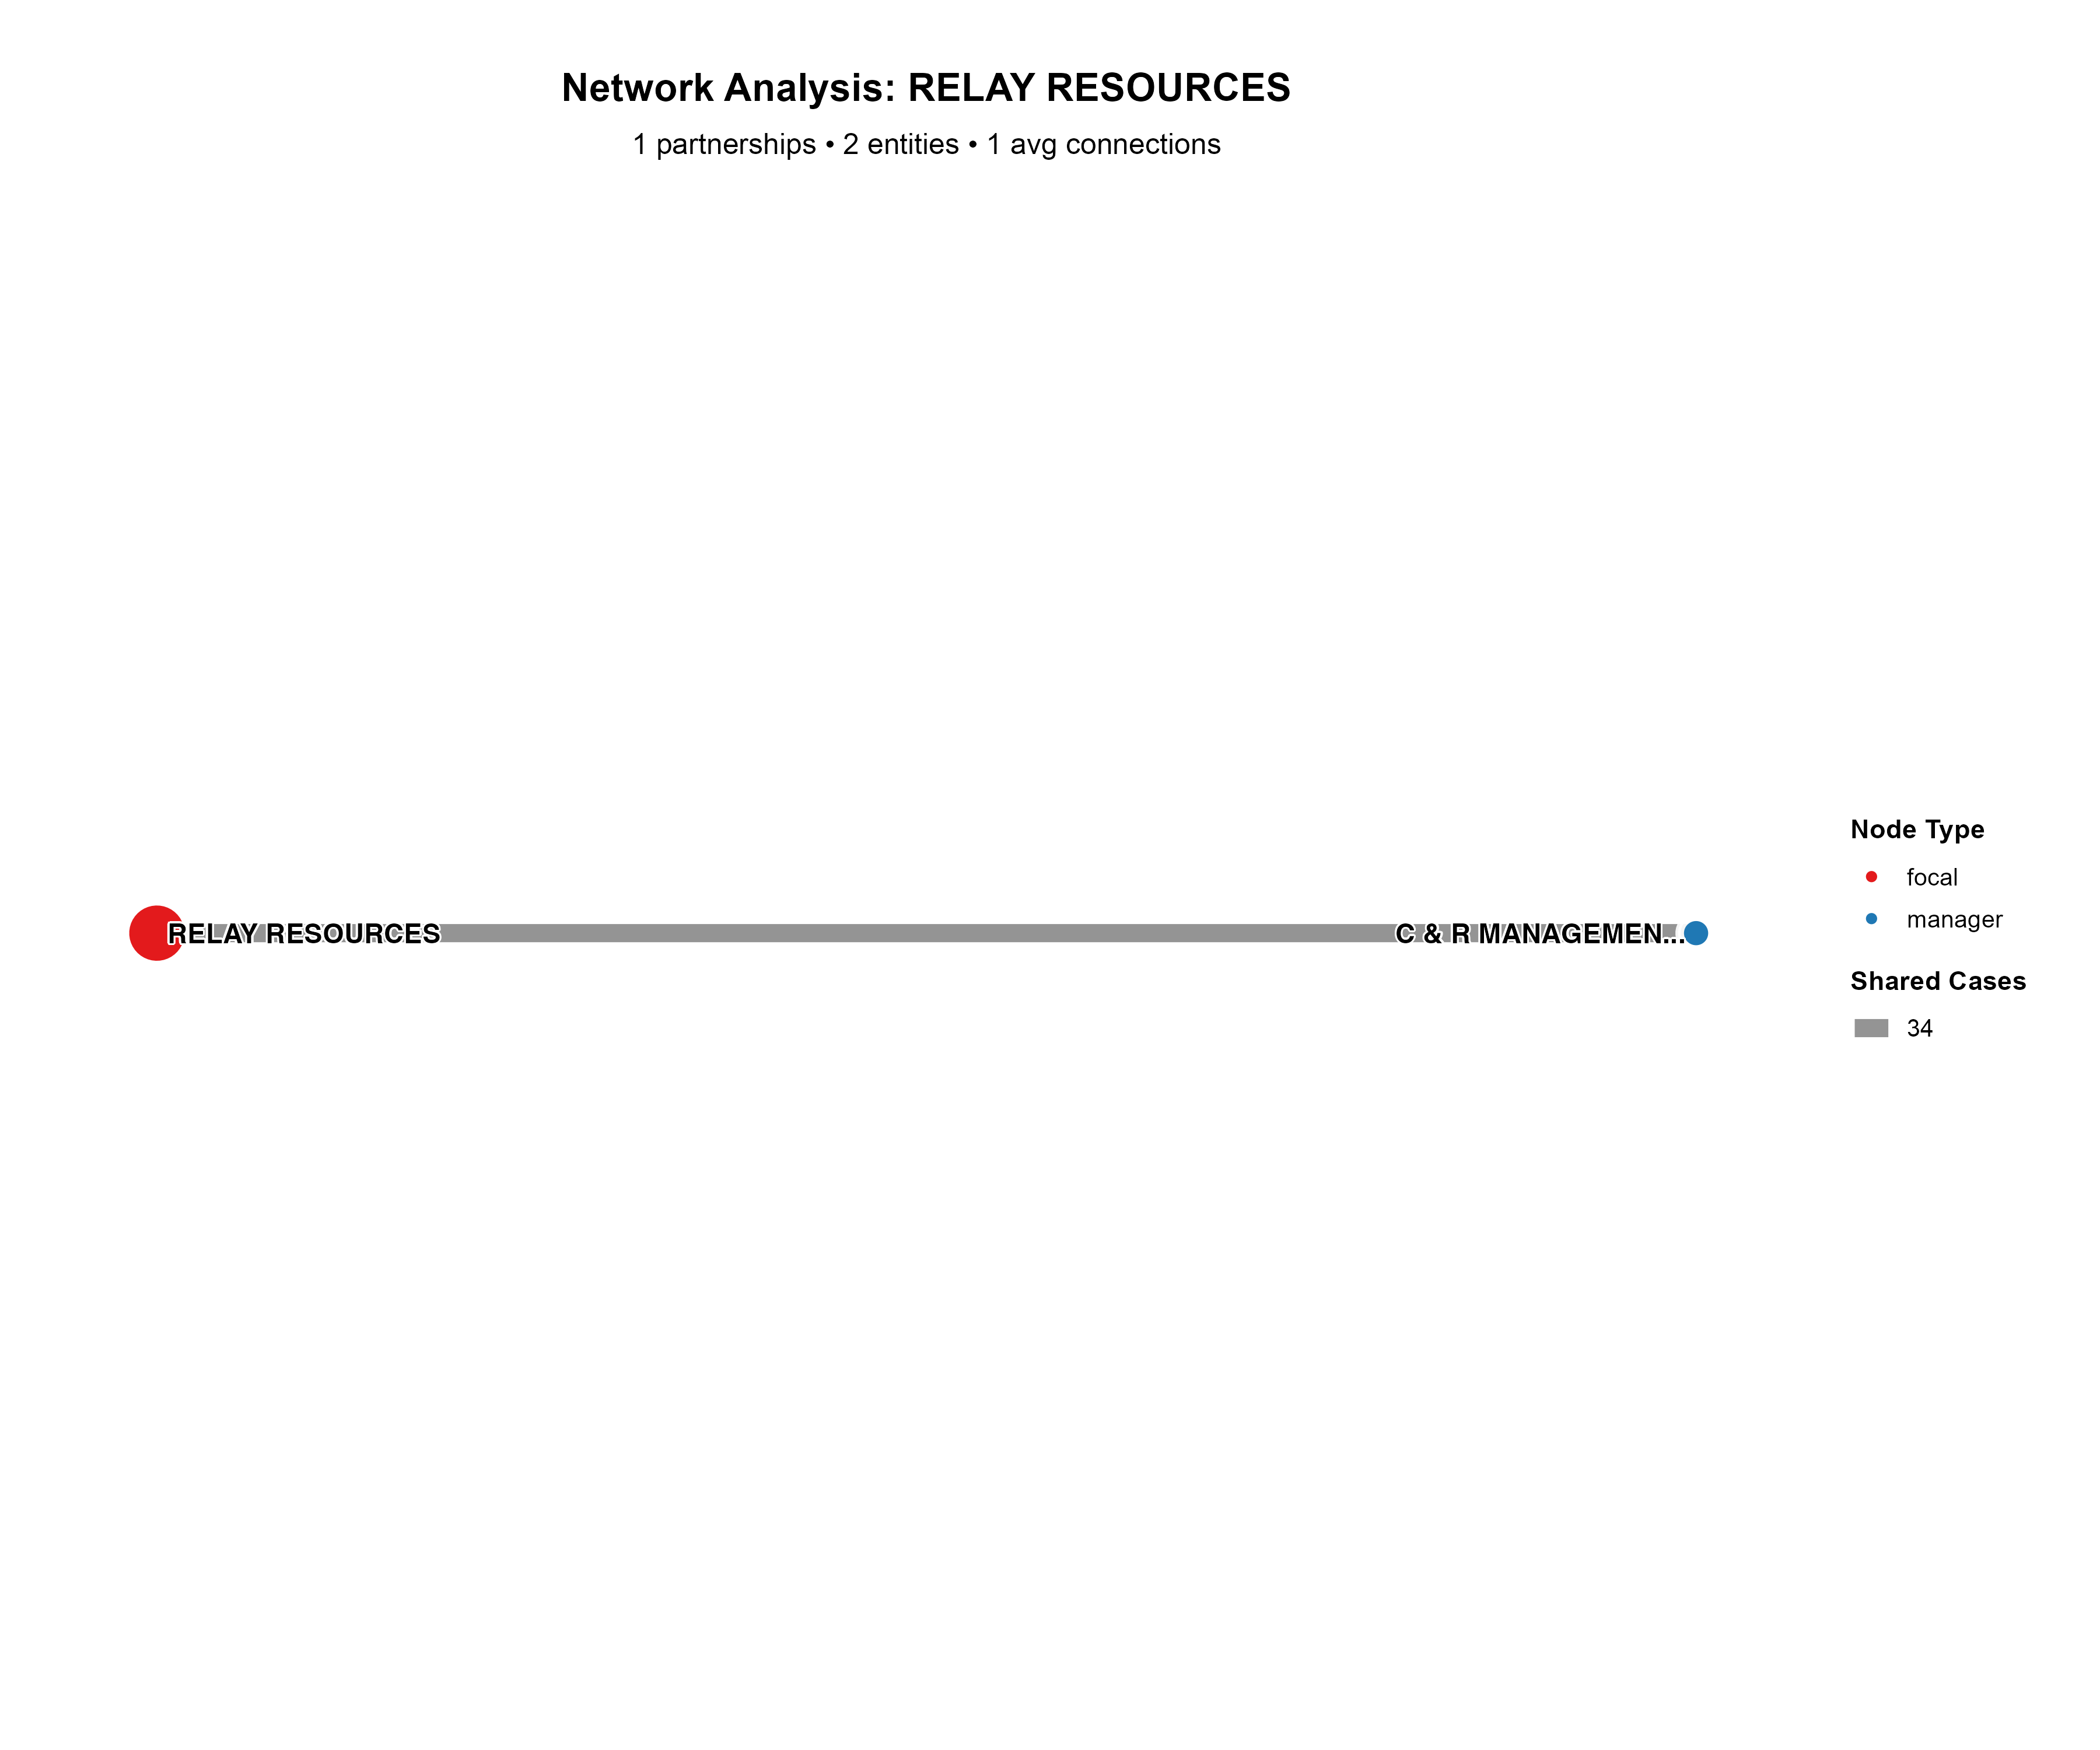 Network Analysis: RELAY RESOURCES
1 partnerships • 2 entities • 1 avg connections
RELAY RESOURCES
C & R MANAGEMEN...
Node Type
focal
manager
Shared Cases
34